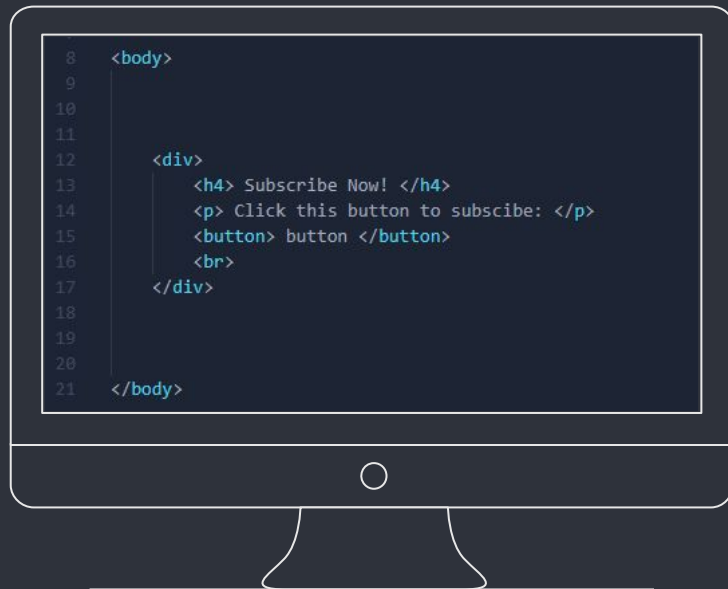 8 <body>
9
10
11
12 <div>
13 <h4> Subscribe Now! </h4>
14 <p> Click this button to subscibe: </p>
15 <button> button </button>
16 <br>
17 </div>
18
19
20
21 </body>